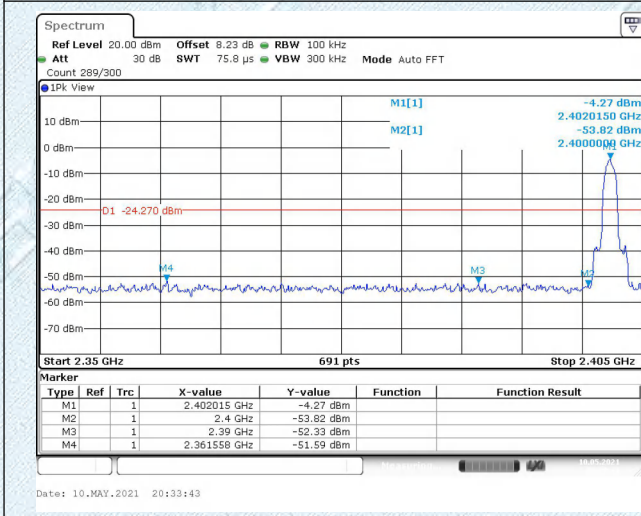 Spectrum
Ref Level 20.00 dBm Offset 8.23 dB RBW 100 kHz
Att 30 dB SWT 75.8 µs VBW 300 kHz Mode Auto FFT
Count 289/300
1Pk View
M1[1] -4.27 dBm
2.4020150 GHz
M2[1] -53.82 dBm
2.4000000 GHz
M1
10 dBm
0 dBm
-10 dBm
-20 dBm
D1 -24.270 dBm
-30 dBm
-40 dBm
M4
M3
M2
-50 dBm
-60 dBm
-70 dBm
Start 2.35 GHz 691 pts Stop 2.405 GHz
Marker
Type Ref Trc X-value Y-value Function Function Result
M1 1 2.402015 GHz -4.27 dBm
M2 1 2.4 GHz -53.82 dBm
M3 1 2.39 GHz -52.33 dBm
M4 1 2.361558 GHz -51.59 dBm
10.05.2021
Date: 10.MAY.2021 20:33:43